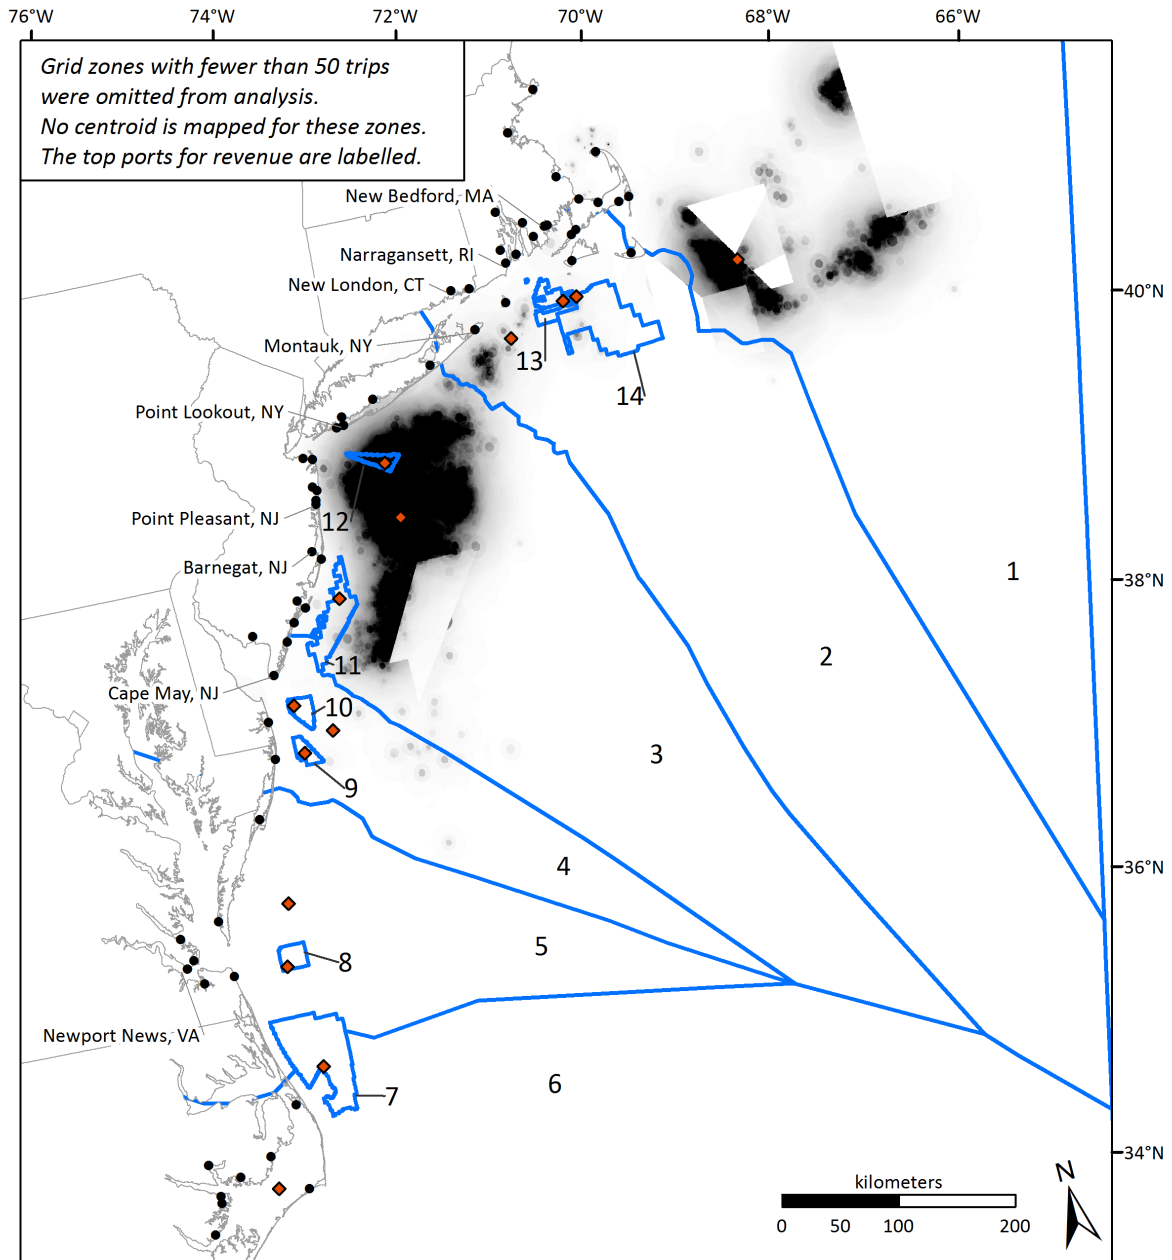 76°W 74°W 72°W 70°W 68°W 66°W
Grid zones with fewer than 50 trips
were omitted from analysis.
No centroid is mapped for these zones.
The top ports for revenue are labelled.
New Bedford, MA
Narragansett, RI
New London, CT
40°N
Montauk, NY
13
14
Point Lookout, NY
12
Point Pleasant, NJ
Barnegat, NJ
38°N
1
2
11
Cape May, NJ
10
3
9
4
36°N
5
8
Newport News, VA
6
7
34°N
N
kilometers
0 50 100 200